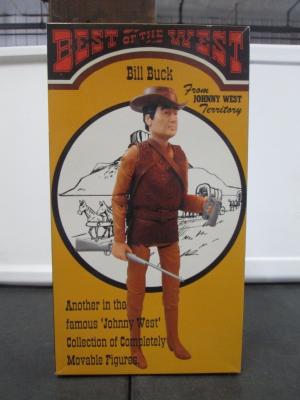 BEST OF THE WEST
Bill Buck
From
JOHNNY WEST
Territory
Another in the
famous 'Johnny West'
Collection of Completely
Movable Figures.